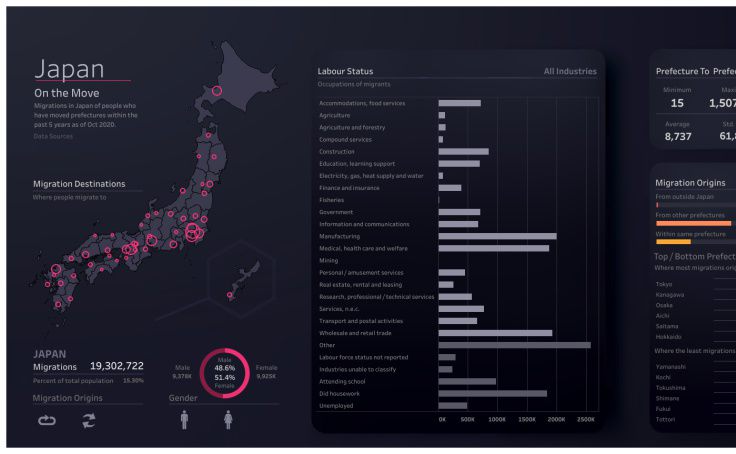 Japan
On the Move
Migrations in Japan of people who
have moved prefectures within the
past 5 years as of Oct 2020.
Data Sources
Migration Destinations
Where people migrate to
JAPAN
Migrations 19,302,722
Percent of total population 15.30%
Migration Origins
Male
9,378K
Male
48.6%
51.4%
Female
Female
9,925K
Gender
Labour Status All Industries
Occupations of migrants
Accommodations, food services
Agriculture
Agriculture and forestry
Compound services
Construction
Education, learning support
Electricity, gas, heat supply and water
Finance and insurance
Fisheries
Government
Information and communications
Manufacturing
Medical, health care and welfare
Mining
Personal / amusement services
Real estate, rental and leasing
Research, professional / technical services
Services, n.e.c.
Transport and postal activities
Wholesale and retail trade
Other
Labour force status not reported
Industries unable to classify
Attending school
Did housework
Unemployed
0K 500K 1000K 1500K 2000K 2500K
Prefecture To Prefe
Minimum Maxi
15 1,507
Average Std.
8,737 61,8
Migration Origins
From outside Japan
From other prefectures
Within same prefecture
Top / Bottom Prefect
Where most migrations orig
Tokyo
Kanagawa
Osaka
Aichi
Saitama
Hokkaido
Where the least migrations
Yamanashi
Kochi
Tokushima
Shimane
Fukui
Tottori